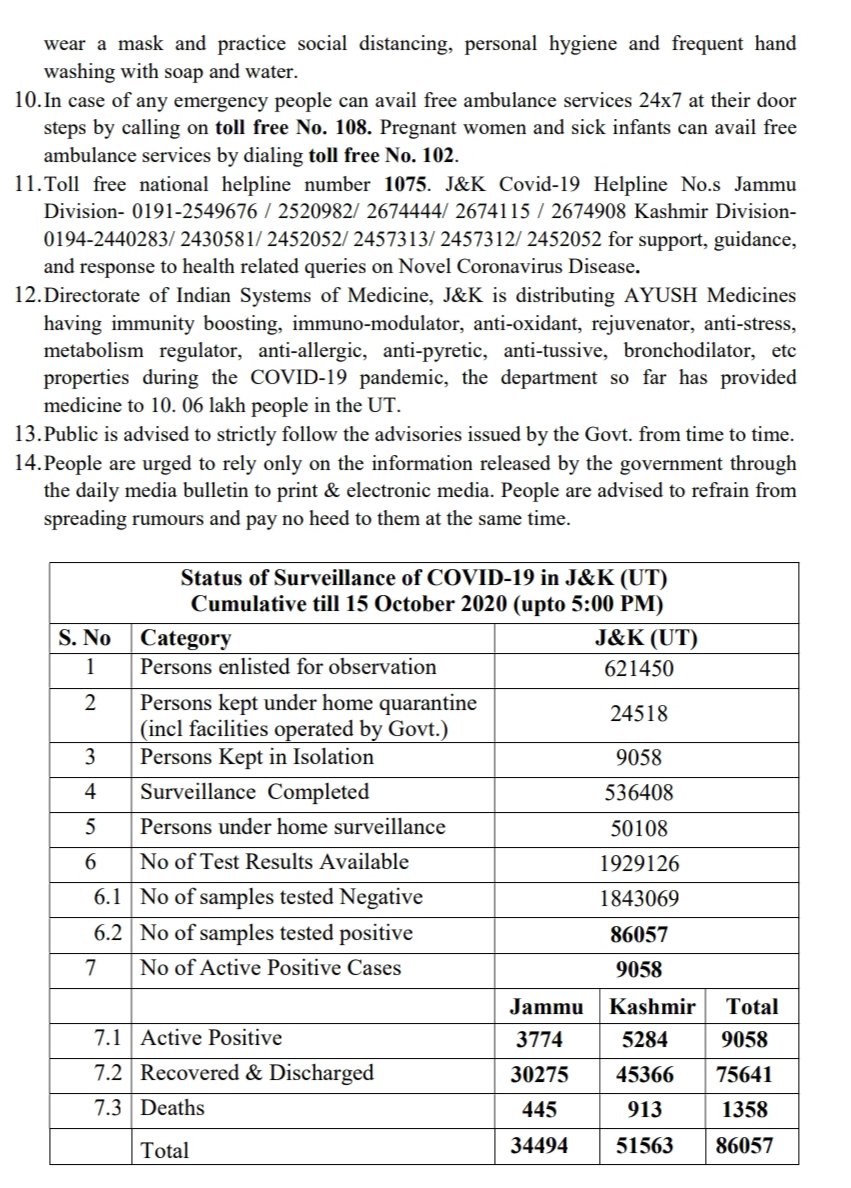 wear a mask and practice social distancing, personal hygiene and frequent hand
washing with soap and water.
10.In case of any emergency people can avail free ambulance services 24x7 at their door
steps by calling on toll free No. 108. Pregnant women and sick infants can avail free
ambulance services by dialing toll free No. 102.
11.Toll free national helpline number 1075. J&K Covid-19 Helpline No.s Jammu
Division- 0191-2549676 / 2520982/ 2674444/ 2674115 / 2674908 Kashmir Division-
0194-2440283/ 2430581/ 2452052/ 2457313/ 2457312/ 2452052 for support, guidance,
and response to health related queries on Novel Coronavirus Disease.
12.Directorate of Indian Systems of Medicine, J&K is distributing AYUSH Medicines
having immunity boosting, immuno-modulator, anti-oxidant, rejuvenator, anti-stress,
metabolism regulator, anti-allergic, anti-pyretic, anti-tussive, bronchodilator, etc
properties during the COVID-19 pandemic, the department so far has provided
medicine to 10. 06 lakh people in the UT.
13.Public is advised to strictly follow the advisories issued by the Govt. from time to time.
14.People are urged to rely only on the information released by the government through
the daily media bulletin to print & electronic media. People are advised to refrain from
spreading rumours and pay no heed to them at the same time.
Status of Surveillance of COVID-19 in J&K (UT)
Cumulative till 15 October 2020 (upto 5:00 PM)
S. No Category J&K (UT)
1 Persons enlisted for observation 621450
2 Persons kept under home quarantine
(incl facilities operated by Govt.) 24518
3 Persons Kept in Isolation 9058
4 Surveillance Completed 536408
5 Persons under home surveillance 50108
6 No of Test Results Available 1929126
6.1 No of samples tested Negative 1843069
6.2 No of samples tested positive 86057
7 No of Active Positive Cases 9058
Jammu Kashmir Total
7.1 Active Positive 3774 5284 9058
7.2 Recovered & Discharged 30275 45366 75641
7.3 Deaths 445 913 1358
Total 34494 51563 86057